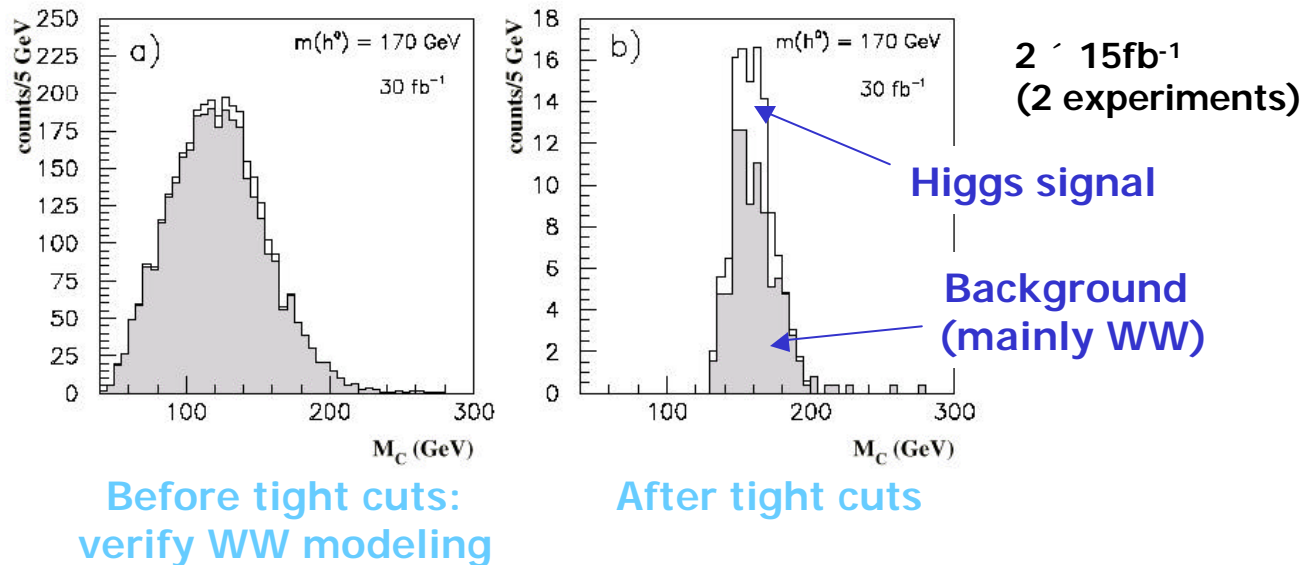 250
225
200
175
150
125
100
75
50
25
0
counts/5 GeV
a)
m(h⁰) = 170 GeV
30 fb⁻¹
100
200
300
M_C (GeV)
Before tight cuts:
verify WW modeling
18
16
14
12
10
8
6
4
2
0
counts/5 GeV
b)
m(h⁰) = 170 GeV
30 fb⁻¹
100
200
300
M_C (GeV)
After tight cuts
2 ´ 15fb⁻¹
(2 experiments)
Higgs signal
Background
(mainly WW)